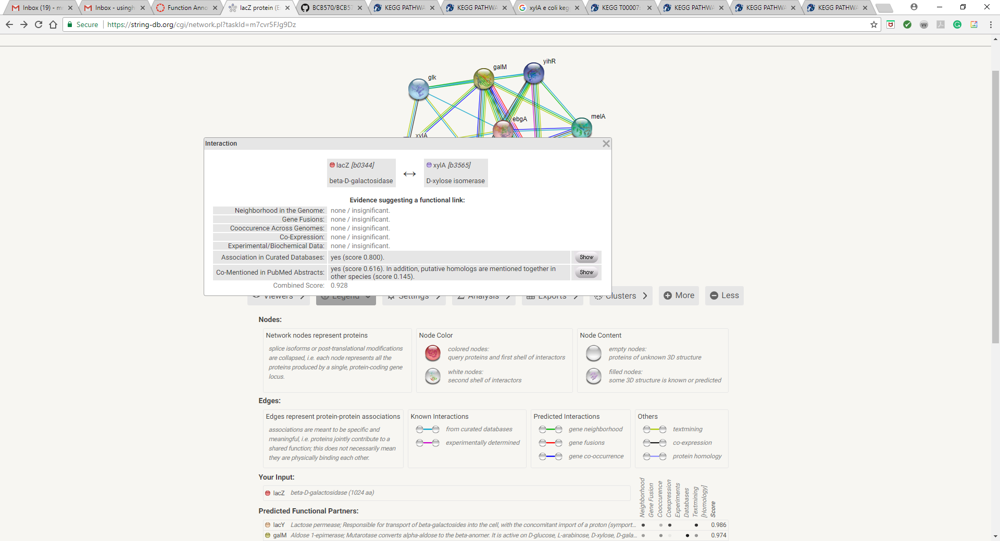 Inbox (19) - m
Inbox - usingh
Function Anno
lacZ protein (Es
BCB570/BCB57
KEGG PATHWA
KEGG PATHWA
xylA e coli keg
KEGG T00007:
KEGG PATHWA
KEGG PATHWA
KEGG PATHWA
Secure
https://string-db.org/cgi/network.pl?taskId=m7cvr5FJg9Dz
yihR
galM
glk
melA
ebgA
xylA
Interaction
lacZ [b0344]
beta-D-galactosidase
xylA [b3565]
D-xylose isomerase
Evidence suggesting a functional link:
Neighborhood in the Genome: none / insignificant.
Gene Fusions: none / insignificant.
Cooccurence Across Genomes: none / insignificant.
Co-Expression: none / insignificant.
Experimental/Biochemical Data: none / insignificant.
Association in Curated Databases: yes (score 0.800). Show
Co-Mentioned in PubMed Abstracts: yes (score 0.616). In addition, putative homologs are mentioned together in
other species (score 0.145). Show
Combined Score: 0.928
Viewers
Legend
Settings
Analysis
Exports
Clusters
More
Less
Nodes:
Network nodes represent proteins
splice isoforms or post-translational modifications
are collapsed, i.e. each node represents all the
proteins produced by a single, protein-coding gene
locus.
Node Color
colored nodes:
query proteins and first shell of interactors
white nodes:
second shell of interactors
Node Content
empty nodes:
proteins of unknown 3D structure
filled nodes:
some 3D structure is known or predicted
Edges:
Edges represent protein-protein associations
associations are meant to be specific and
meaningful, i.e. proteins jointly contribute to a
shared function; this does not necessarily mean
they are physically binding each other.
Known Interactions
from curated databases
experimentally determined
Predicted Interactions
gene neighborhood
gene fusions
gene co-occurrence
Others
textmining
co-expression
protein homology
Your Input:
lacZ beta-D-galactosidase (1024 aa)
Neighborhood
Gene Fusion
Cooccurence
Coexpression
Experiments
Databases
Textmining
[Homology]
Score
Predicted Functional Partners:
lacY Lactose permease; Responsible for transport of beta-galactosides into the cell, with the concomitant import of a proton (symport... 0.986
galM Aldose 1-epimerase; Mutarotase converts alpha-aldose to the beta-anomer. It is active on D-glucose, L-arabinose, D-xylose, D-gala... 0.974